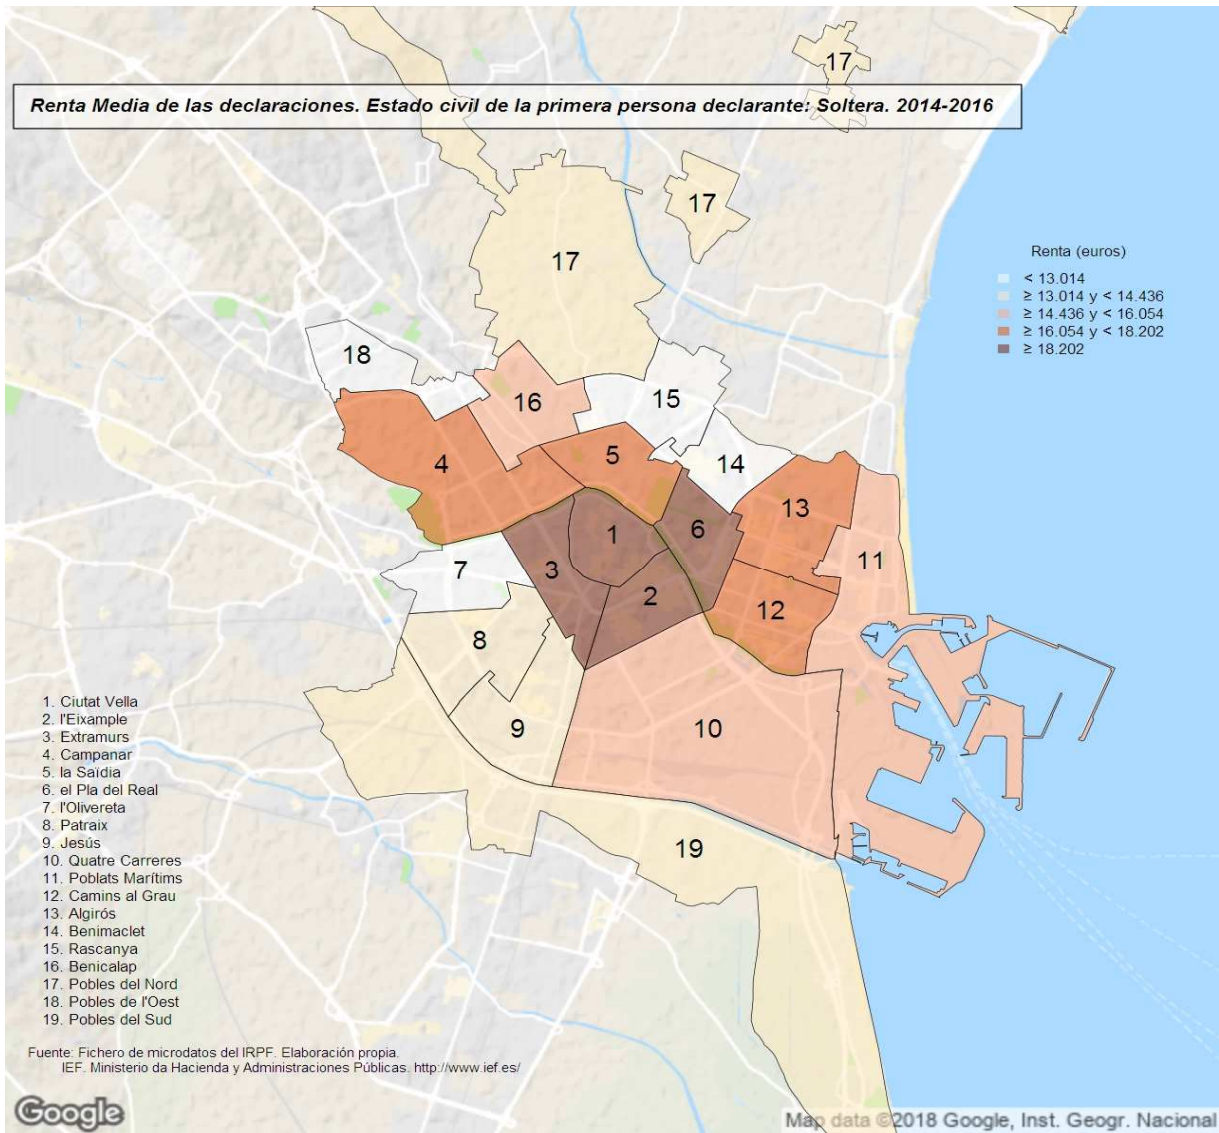 17
Renta Media de las declaraciones. Estado civil de la primera persona declarante: Soltera. 2014-2016
17
17
Renta (euros)
< 13.014
≥ 13.014 y < 14.436
≥ 14.436 y < 16.054
≥ 16.054 y < 18.202
≥ 18.202
18
16
15
4
5
14
13
6
1
11
3
7
2
12
8
9
10
19
1. Ciutat Vella
2. l'Eixample
3. Extramurs
4. Campanar
5. la Saïdia
6. el Pla del Real
7. l'Olivereta
8. Patraix
9. Jesús
10. Quatre Carreres
11. Poblats Marítims
12. Camins al Grau
13. Algirós
14. Benimaclet
15. Rascanya
16. Benicalap
17. Pobles del Nord
18. Pobles de l'Oest
19. Pobles del Sud
Fuente: Fichero de microdatos del IRPF. Elaboración propia.
IEF. Ministerio da Hacienda y Administraciones Públicas. http://www.ief.es/
Google
Map data ©2018 Google, Inst. Geogr. Nacional